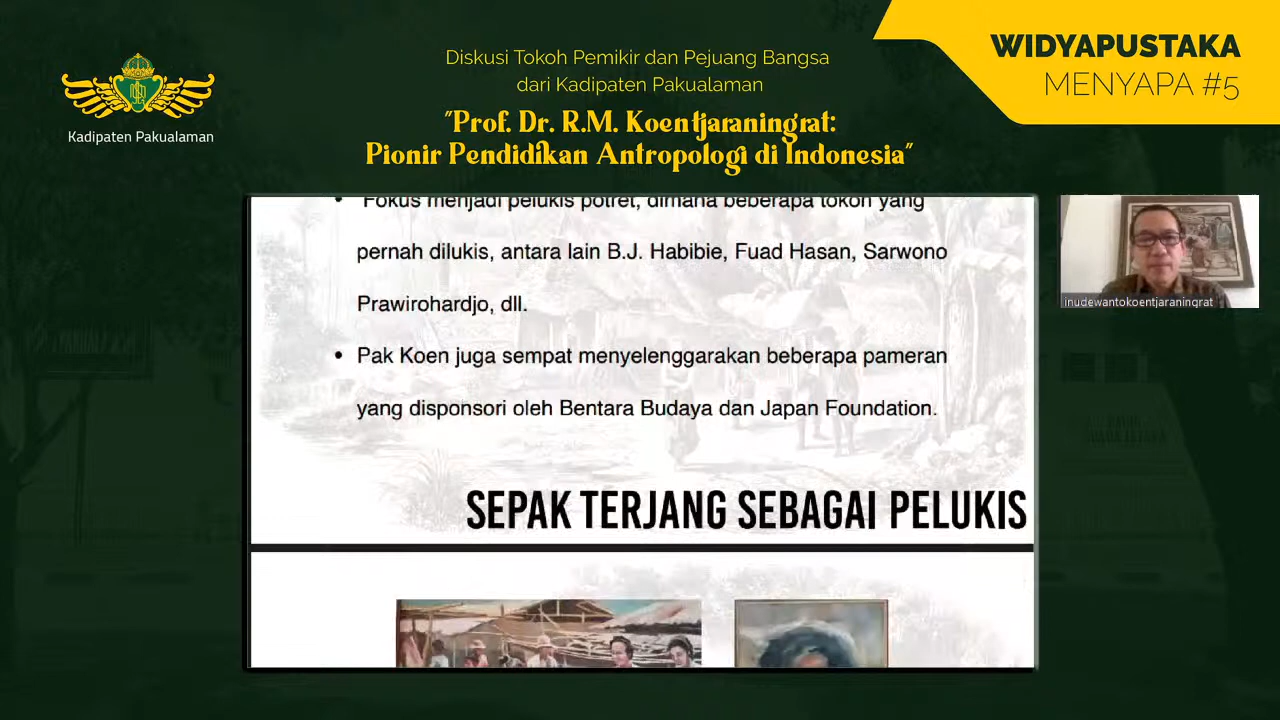 Kadipaten Pakualaman
Diskusi Tokoh Pemikir dan Pejuang Bangsa
dari Kadipaten Pakualaman
"Prof. Dr. R.M. Koentjaraningrat:
Pionir Pendidikan Antropologi di Indonesia"
WIDYAPUSTAKA
MENYAPA #5
• Fokus menjadi pelukis potret, dimana beberapa tokoh yang
pernah dilukis, antara lain B.J. Habibie, Fuad Hasan, Sarwono
Prawirohardjo, dll.
• Pak Koen juga sempat menyelenggarakan beberapa pameran
yang disponsori oleh Bentara Budaya dan Japan Foundation.
SEPAK TERJANG SEBAGAI PELUKIS
inudewantokoentjaraningrat